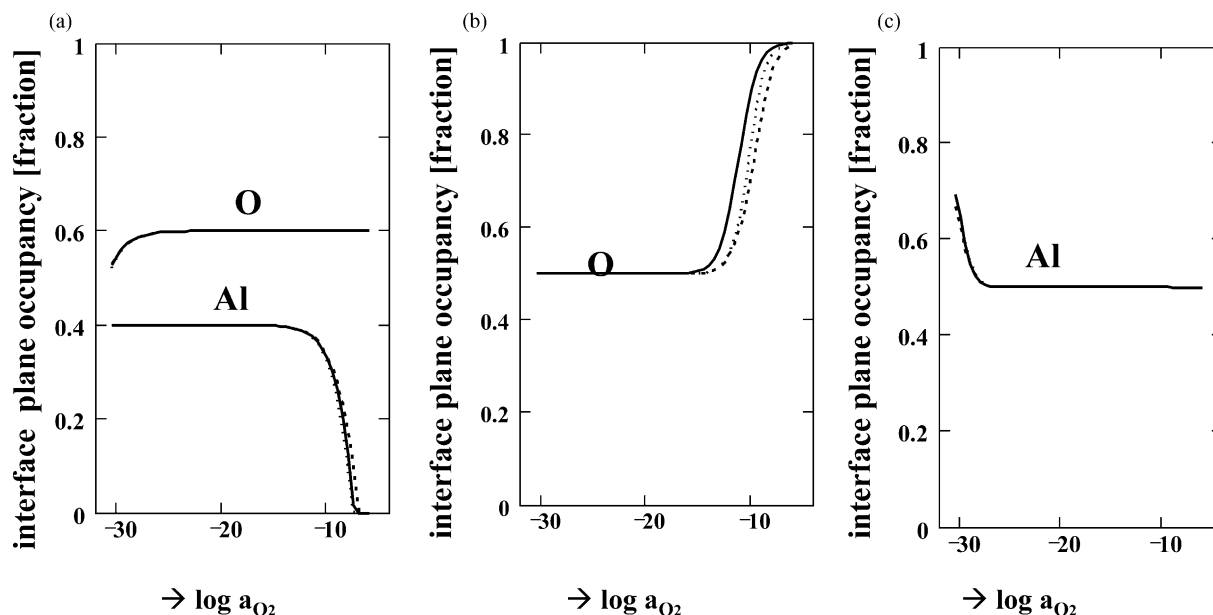 (a)
interface plane occupancy [fraction]
1
0.8
0.6
0.4
0.2
0
O
Al
−30
−20
−10
→ log aO₂
(b)
interface plane occupancy [fraction]
1
0.8
0.6
0.4
0.2
0
O
−30
−20
−10
→ log aO₂
(c)
interface plane occupancy [fraction]
1
0.8
0.6
0.4
0.2
0
Al
−30
−20
−10
→ log aO₂